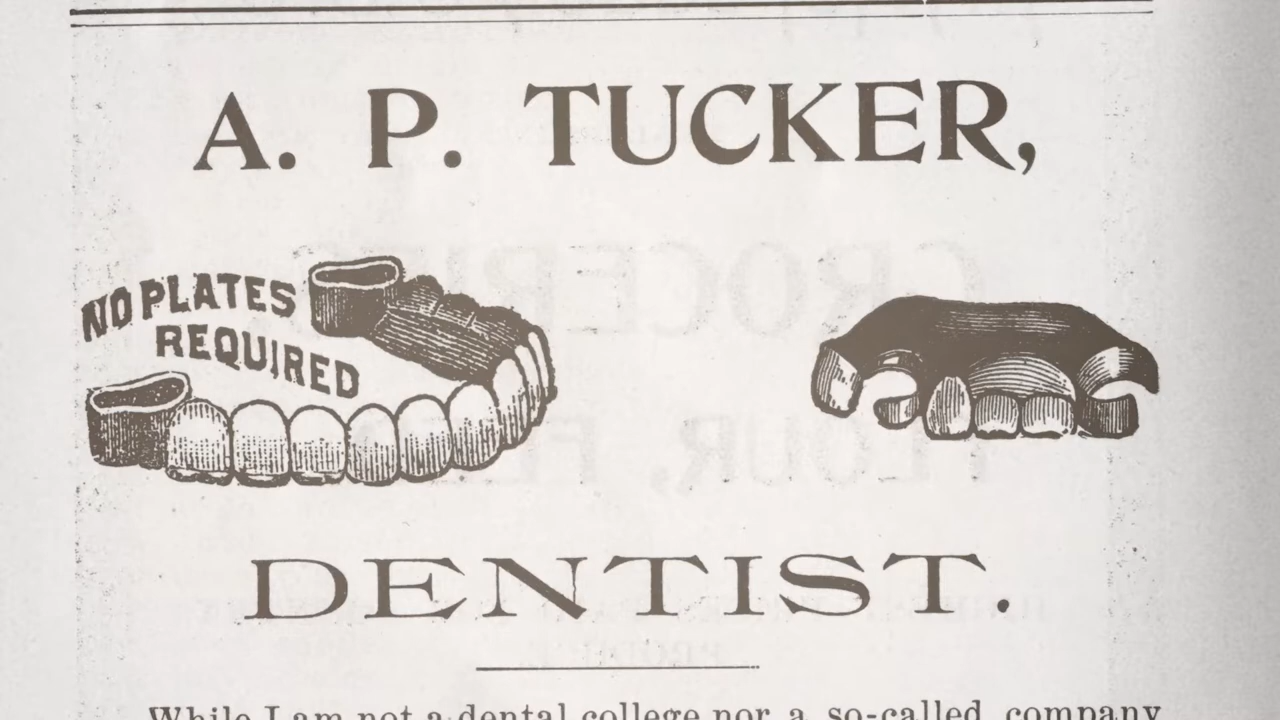 A. P. TUCKER,
NO PLATES
REQUIRED
DENTIST.
While I am not a dental college nor a so-called company